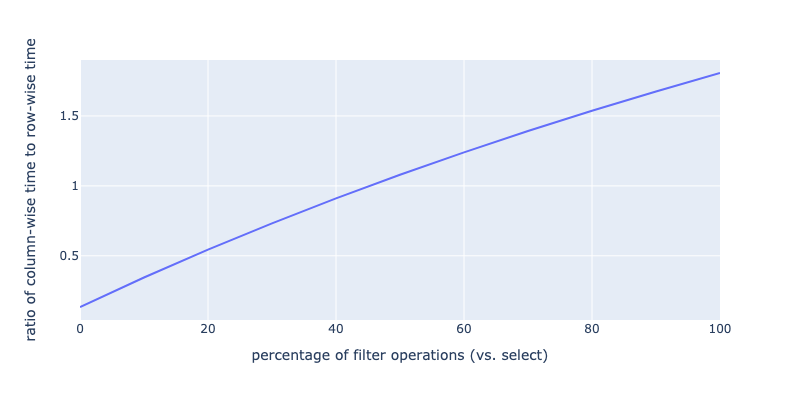 ratio of column-wise time to row-wise time
1.5
1
0.5
0 20 40 60 80 100
percentage of filter operations (vs. select)